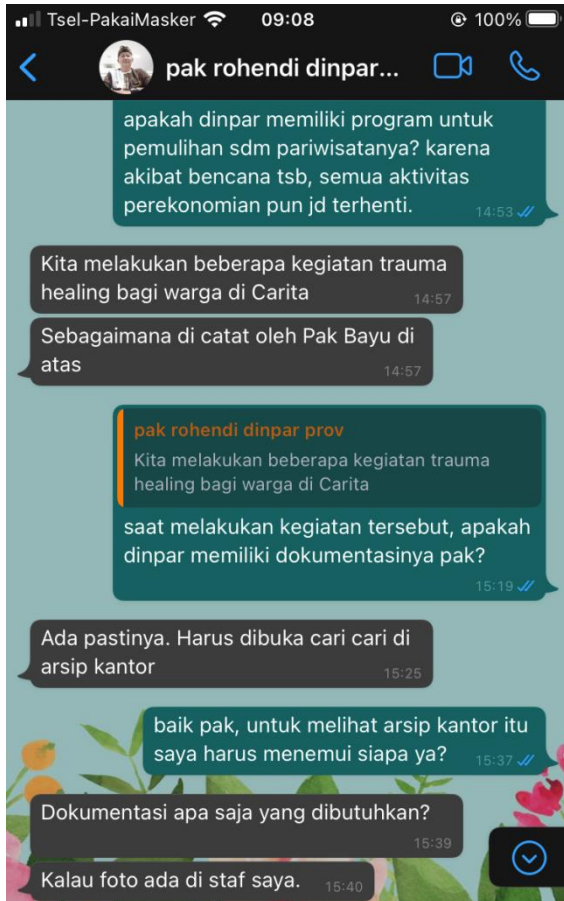 Tsel-PakaiMasker 09:08 100%
pak rohendi dinpar...
apakah dinpar memiliki program untuk
pemulihan sdm pariwisatanya? karena
akibat bencana tsb, semua aktivitas
perekonomian pun jd terhenti.
14:53
Kita melakukan beberapa kegiatan trauma
healing bagi warga di Carita
14:57
Sebagaimana di catat oleh Pak Bayu di
atas
14:57
pak rohendi dinpar prov
Kita melakukan beberapa kegiatan trauma
healing bagi warga di Carita
saat melakukan kegiatan tersebut, apakah
dinpar memiliki dokumentasinya pak?
15:19
Ada pastinya. Harus dibuka cari cari di
arsip kantor
15:25
baik pak, untuk melihat arsip kantor itu
saya harus menemui siapa ya?
15:37
Dokumentasi apa saja yang dibutuhkan?
15:39
Kalau foto ada di staf saya.
15:40